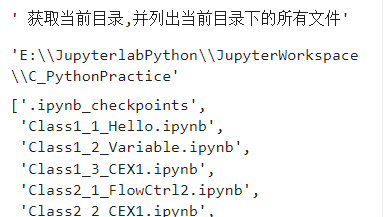 ' 获取当前目录,并列出当前目录下的所有文件'
'E:\\JupyterlabPython\\JupyterWorkspace
\\C_PythonPractice'
['.ipynb_checkpoints',
'Class1_1_Hello.ipynb',
'Class1_2_Variable.ipynb',
'Class1_3_CEX1.ipynb',
'Class2_1_FlowCtrl2.ipynb',
'Class2_2_CEX1.ipynb',